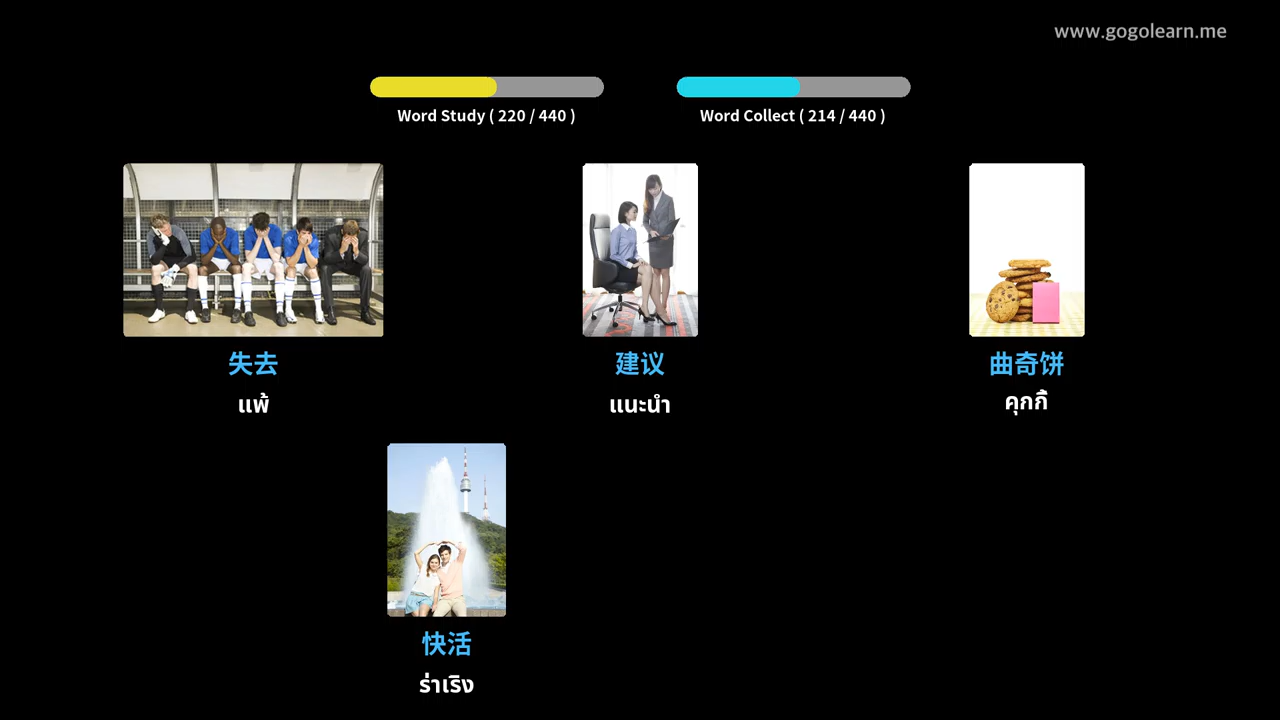 www.gogolearn.me
Word Study ( 220 / 440 )
Word Collect ( 214 / 440 )
失去
建议
曲奇饼
แพ้
แนะนำ
คุกกี้
快活
ร่าเริง